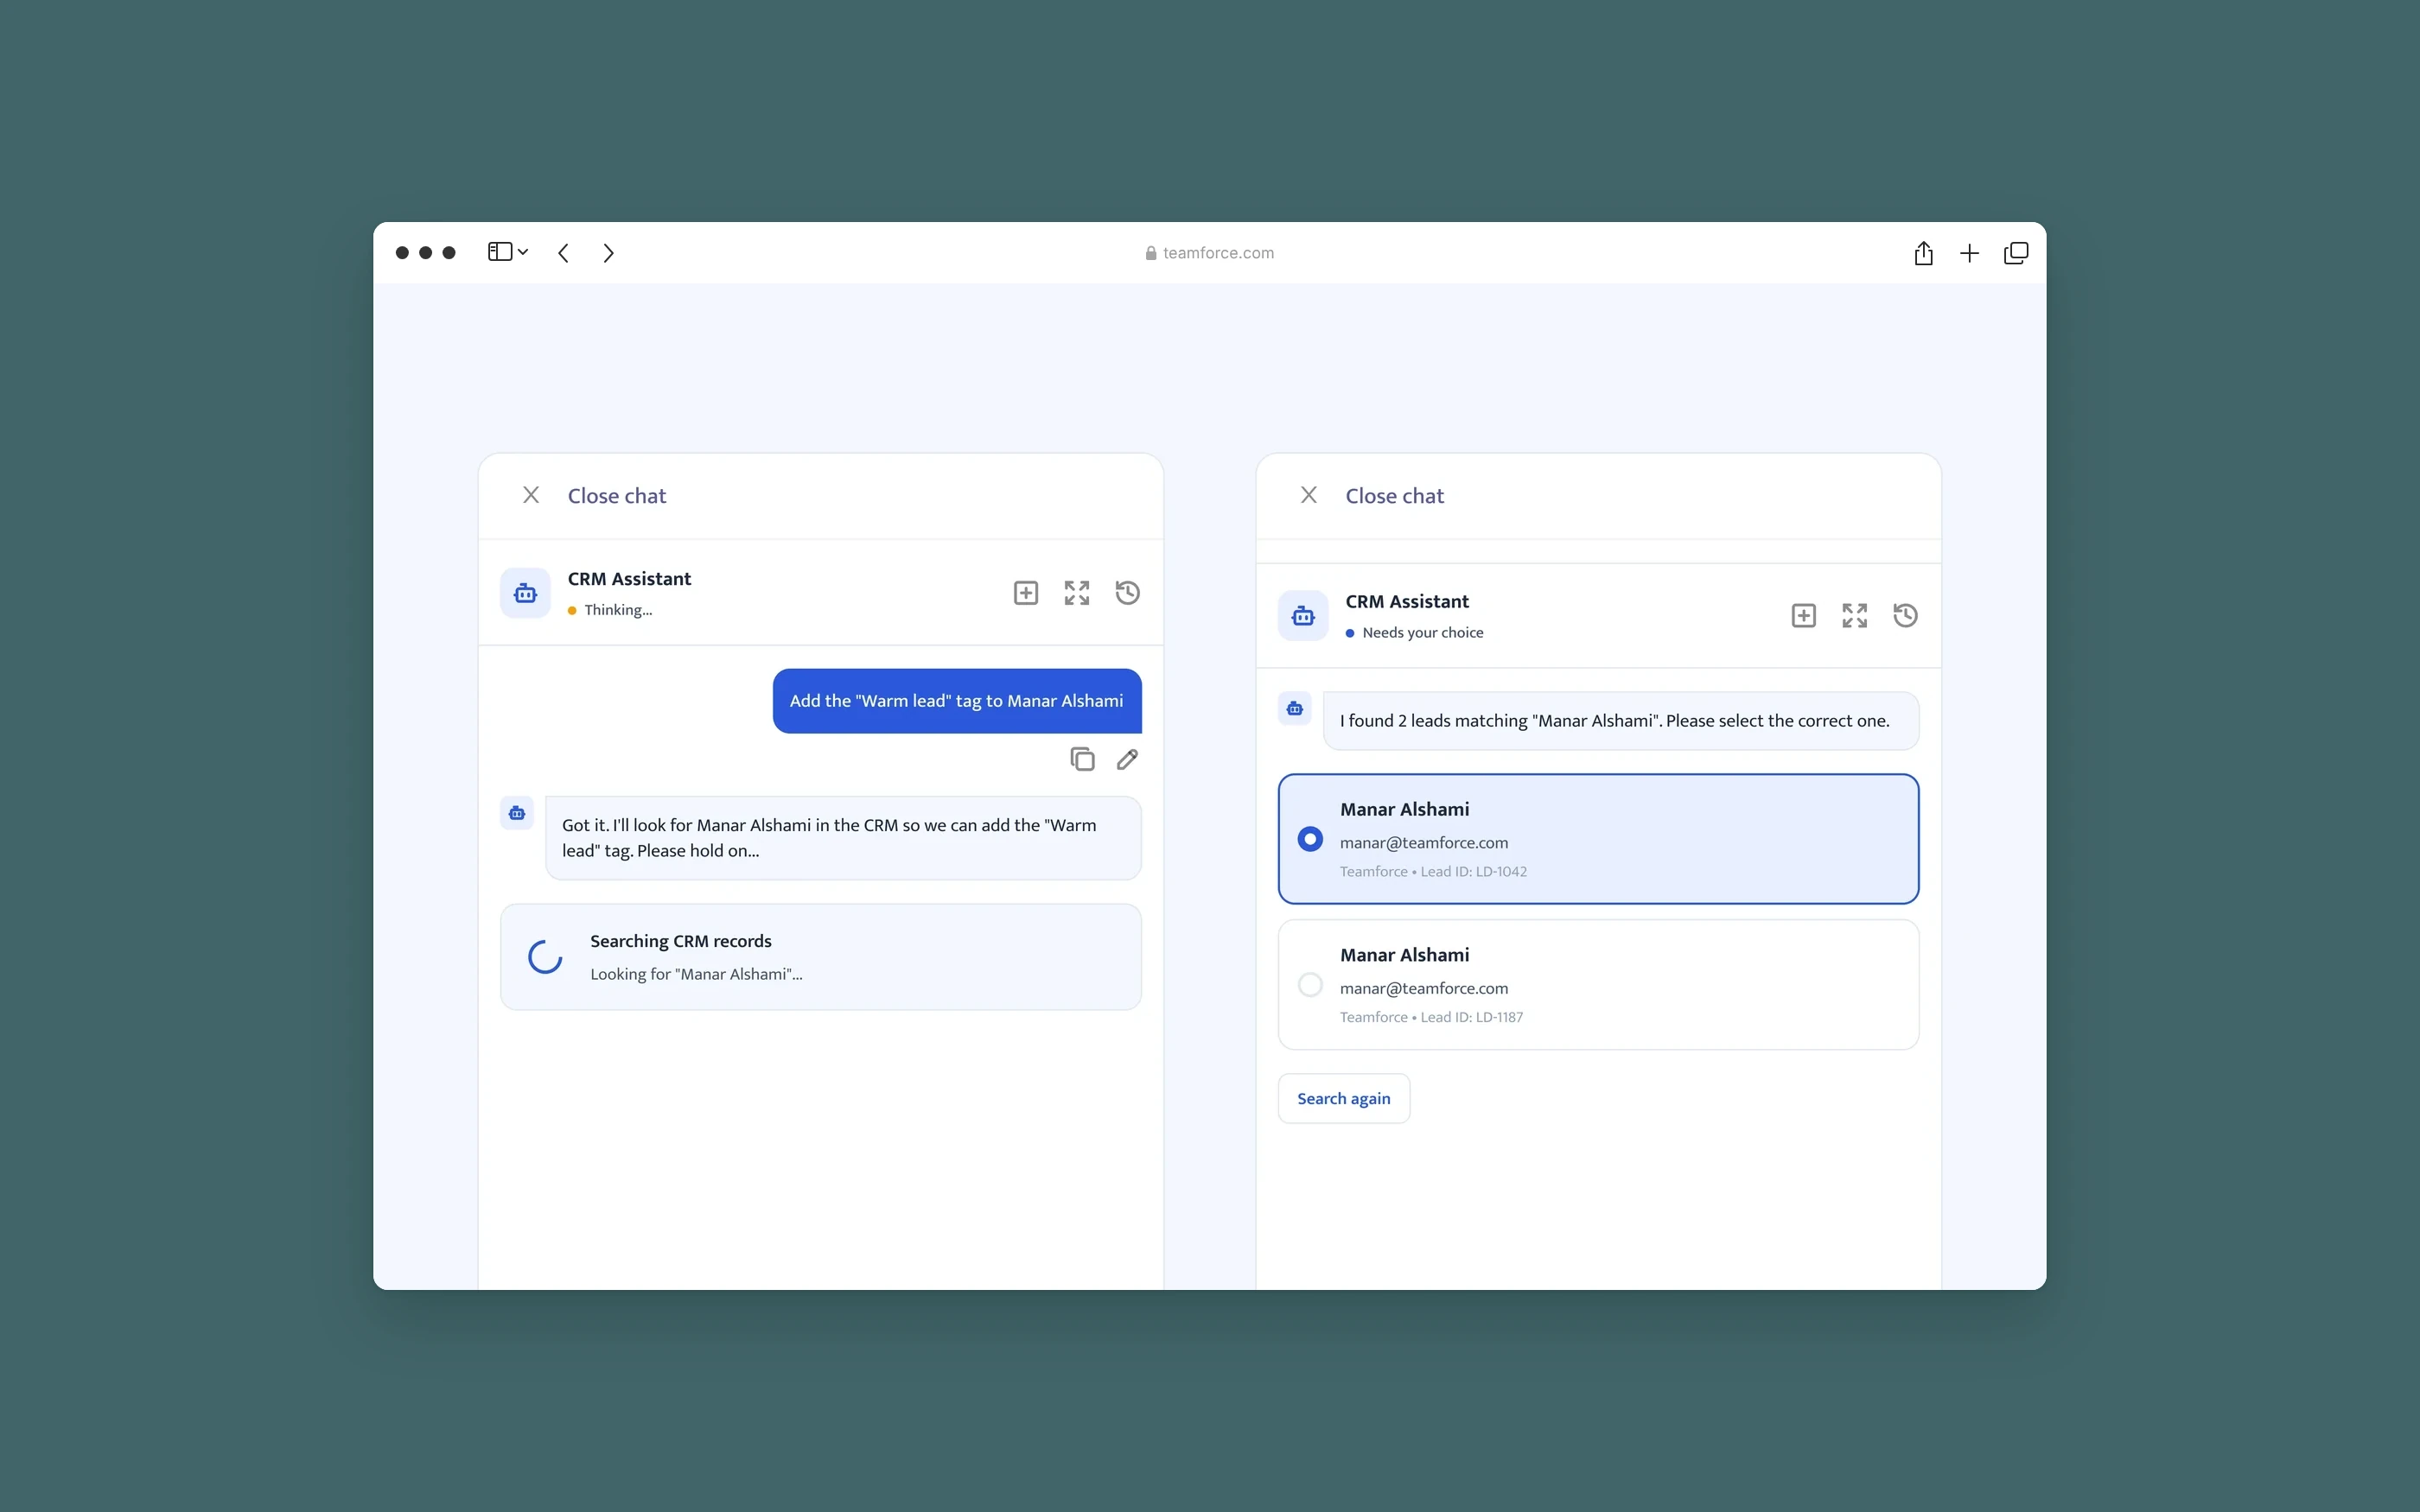 teamforce.com
Close chat
CRM Assistant
Thinking...
Add the "Warm lead" tag to Manar Alshami
Got it. I'll look for Manar Alshami in the CRM so we can add the "Warm
lead" tag. Please hold on...
Searching CRM records
Looking for "Manar Alshami"...
Close chat
CRM Assistant
Needs your choice
I found 2 leads matching "Manar Alshami". Please select the correct one.
Manar Alshami
manar@teamforce.com
Teamforce • Lead ID: LD-1042
Manar Alshami
manar@teamforce.com
Teamforce • Lead ID: LD-1187
Search again